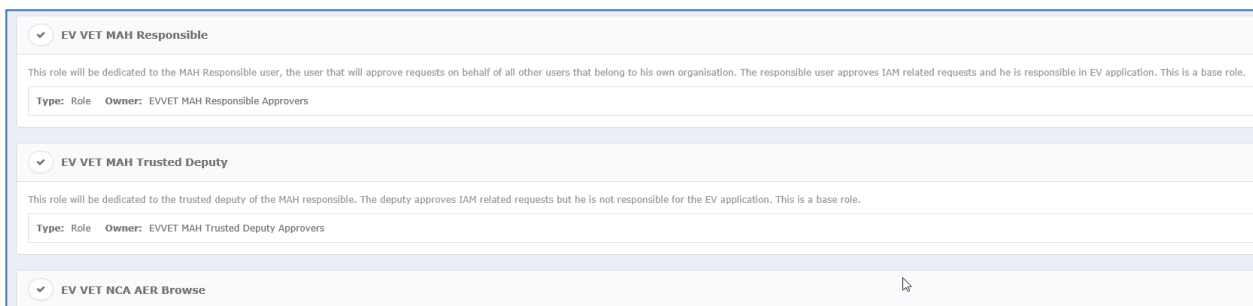 EV VET MAH Responsible
This role will be dedicated to the MAH Responsible user, the user that will approve requests on behalf of all other users that belong to his own organisation. The responsible user approves IAM related requests and he is responsible in EV application. This is a base role.
Type: Role Owner: EVVET MAH Responsible Approvers
EV VET MAH Trusted Deputy
This role will be dedicated to the trusted deputy of the MAH responsible. The deputy approves IAM related requests but he is not responsible for the EV application. This is a base role.
Type: Role Owner: EVVET MAH Trusted Deputy Approvers
EV VET NCA AER Browse